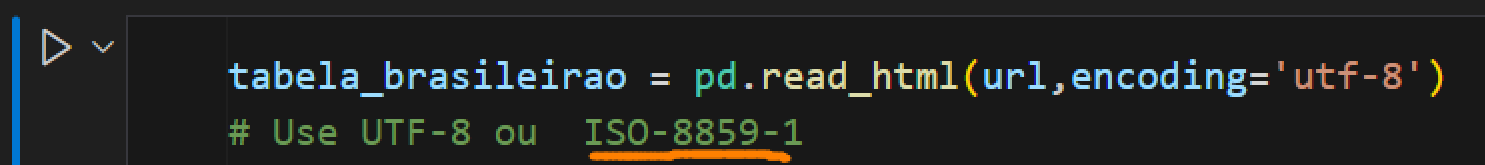 tabela_brasileirao = pd.read_html(url,encoding='utf-8')
# Use UTF-8 ou  ISO-8859-1